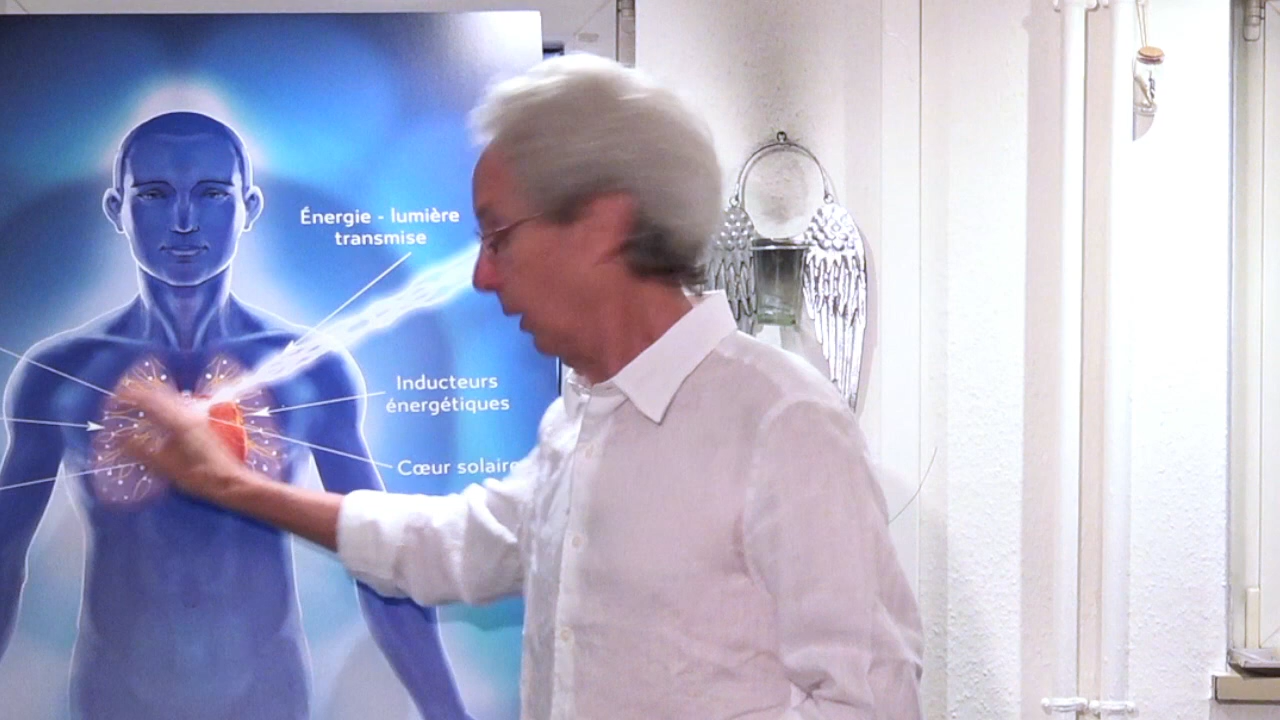 Énergie - lumière
transmise
Inducteurs
énergétiques
Cœur solaire